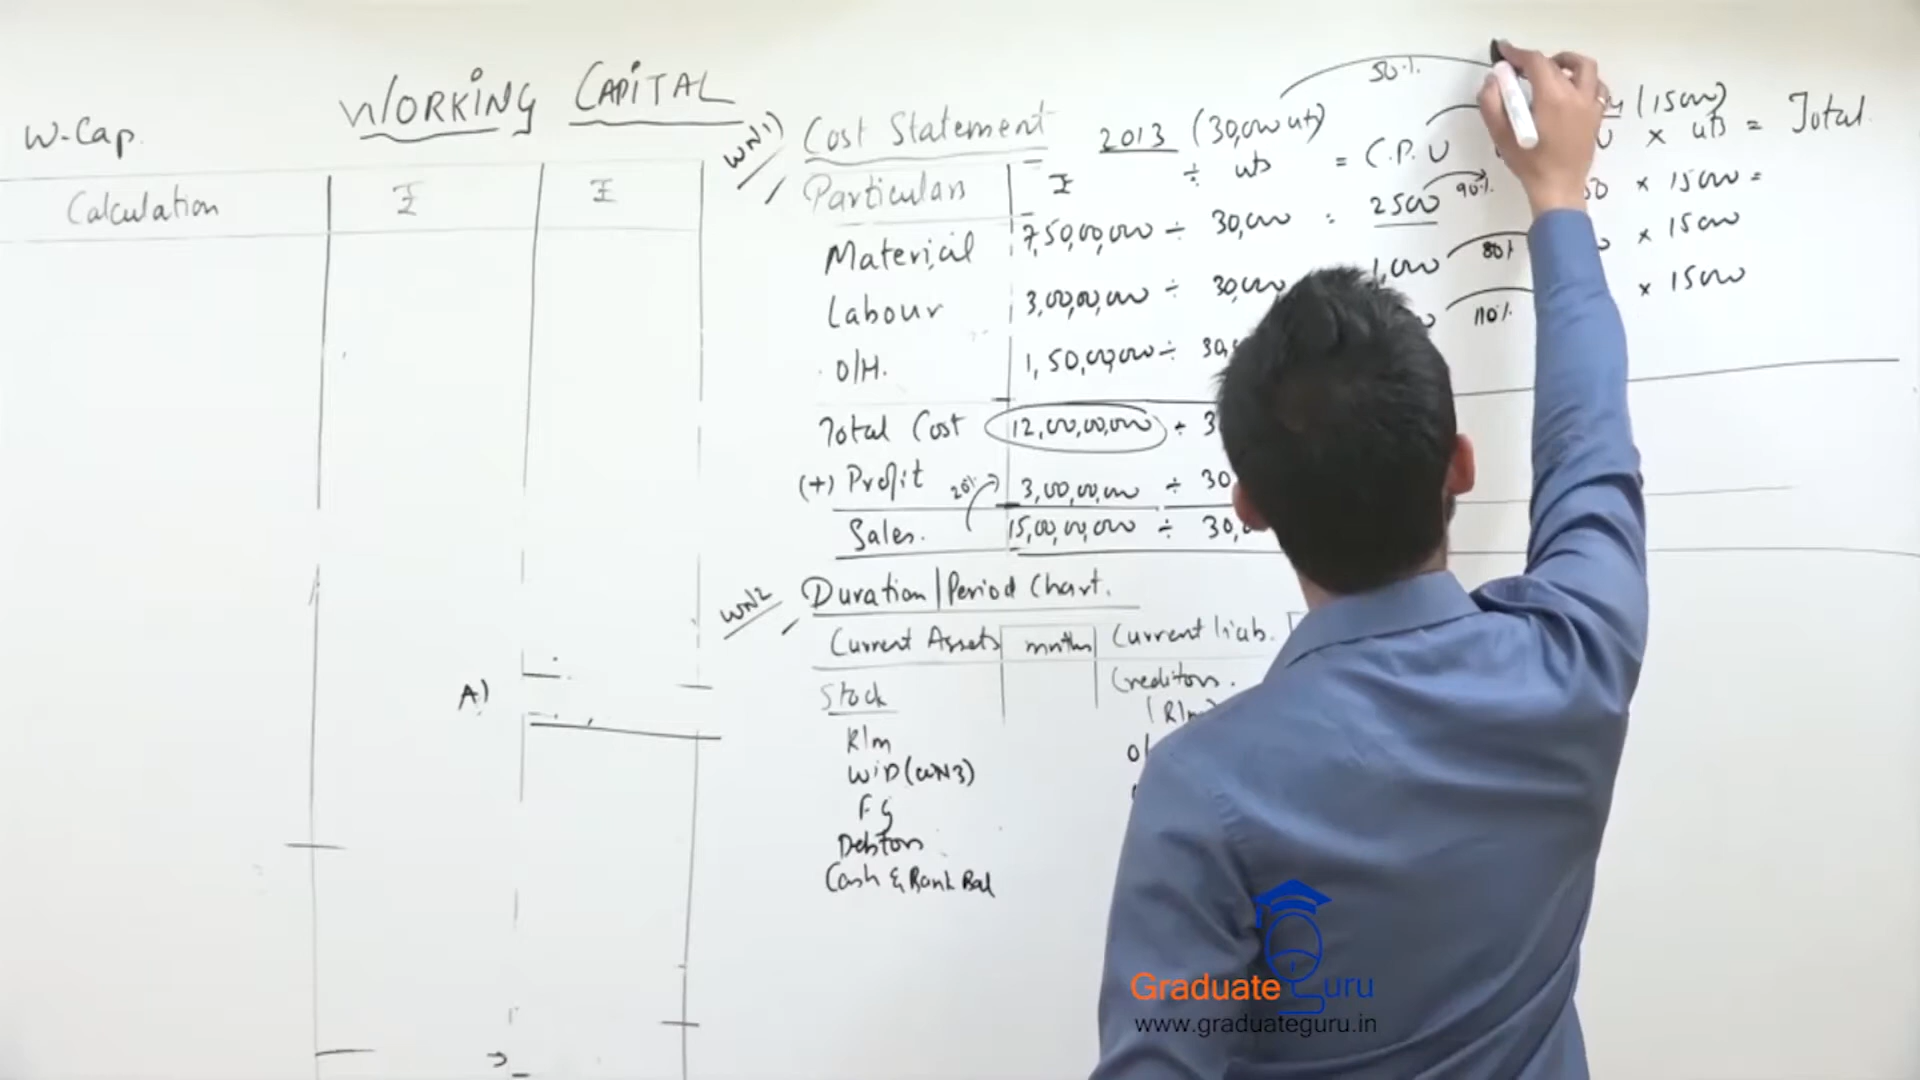 WORKING CAPITAL
W-Cap.
Calculation ₹ ₹
A)
WN1) Cost Statement 2013 (30,000 uts) 50% (1500)
Particulars ₹ ÷ uts = C.P.U × uts = Total
Material 7,50,00,000 ÷ 30,000 = 2500 90% × 1500 =
Labour 3,00,00,000 ÷ 30,000 1,000 80% × 1500
O/H. 1,50,00,000 ÷ 110% × 1500
Total Cost 12,00,00,000 ÷
(+) Profit 20% 3,00,00,000 ÷
Sales. 15,00,00,000 ÷
WN2 Duration/Period Chart.
Current Assets months Current Liab.
Stock Creditors.
R/m
WIP (WN3)
FG
Debtors
Cash & Bank Bal
Graduate Guru
www.graduateguru.in